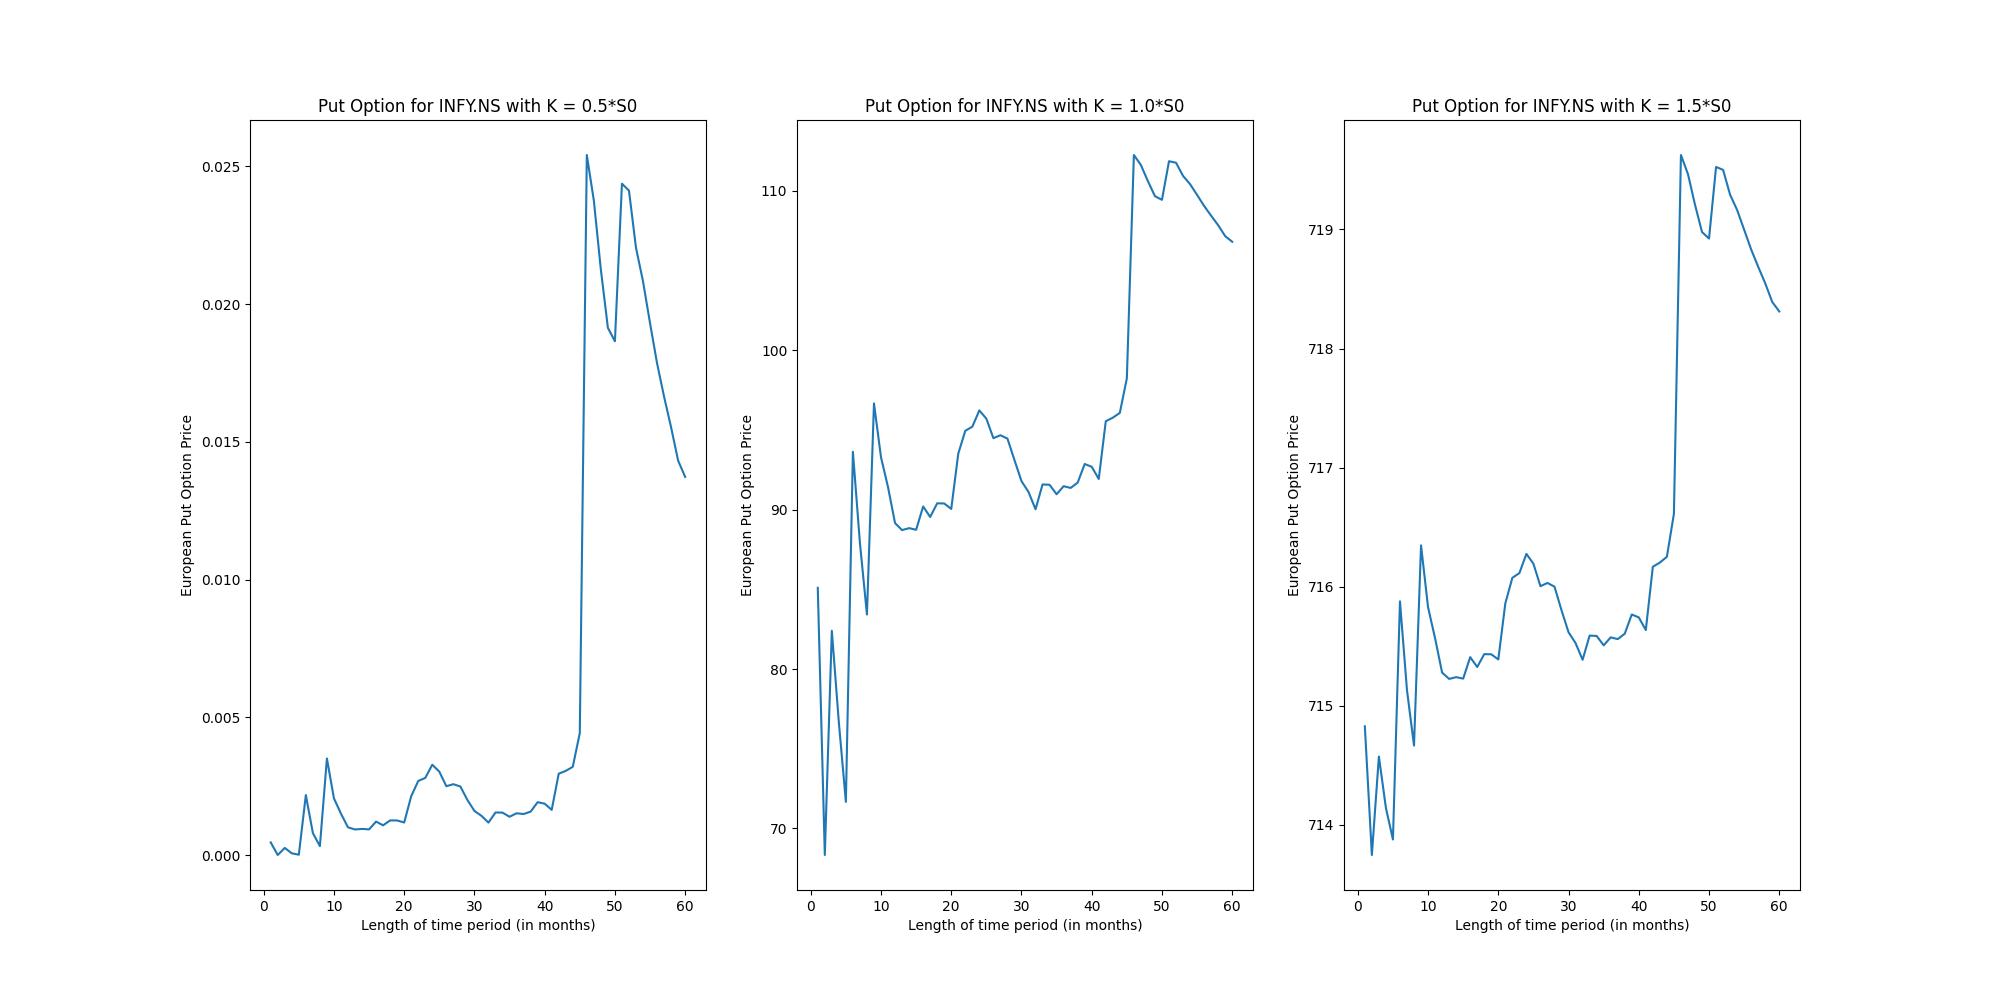 Put Option for INFY.NS with K = 0.5*S0
European Put Option Price
0.025
0.020
0.015
0.010
0.005
0.000
0 10 20 30 40 50 60
Length of time period (in months)
Put Option for INFY.NS with K = 1.0*S0
European Put Option Price
110
100
90
80
70
0 10 20 30 40 50 60
Length of time period (in months)
Put Option for INFY.NS with K = 1.5*S0
European Put Option Price
719
718
717
716
715
714
0 10 20 30 40 50 60
Length of time period (in months)